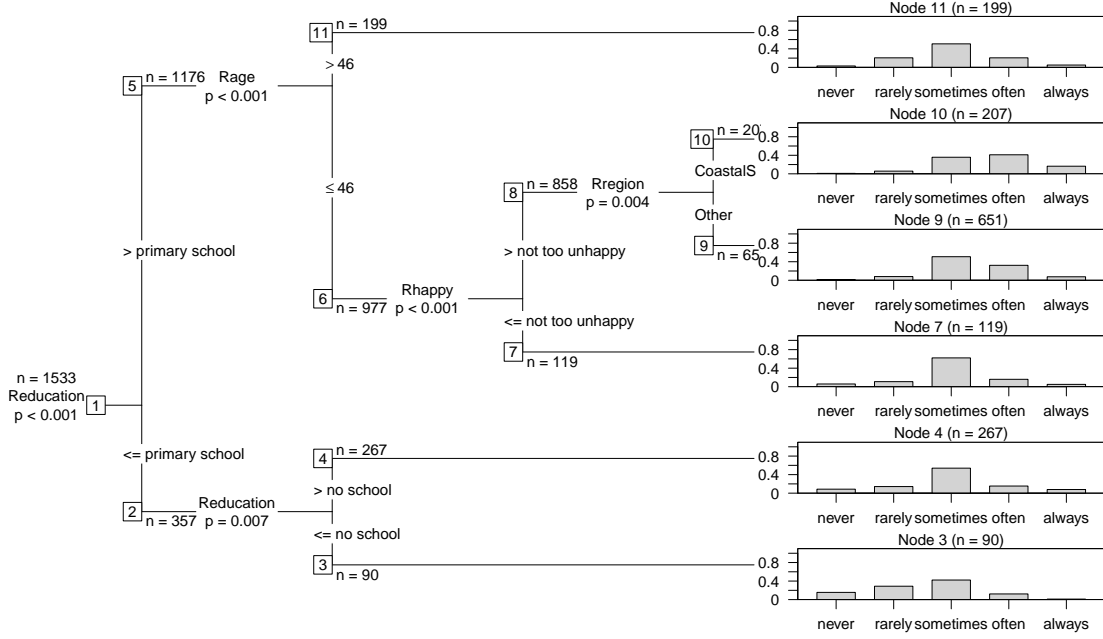 Node 11 (n = 199)
11
n = 199
0.8
0.4
0
never rarely sometimes often always
> 46
5
n = 1176
Rage
p < 0.001
≤ 46
Node 10 (n = 207)
10
n = 20
0.8
0.4
0
never rarely sometimes often always
CoastalS
8
n = 858
Rregion
p = 0.004
Other
Node 9 (n = 651)
9
n = 65
0.8
0.4
0
never rarely sometimes often always
> primary school
> not too unhappy
6
n = 977
Rhappy
p < 0.001
<= not too unhappy
Node 7 (n = 119)
7
n = 119
0.8
0.4
0
never rarely sometimes often always
n = 1533
Reducation
p < 0.001
1
<= primary school
Node 4 (n = 267)
4
n = 267
0.8
0.4
0
never rarely sometimes often always
> no school
2
n = 357
Reducation
p = 0.007
<= no school
Node 3 (n = 90)
3
n = 90
0.8
0.4
0
never rarely sometimes often always